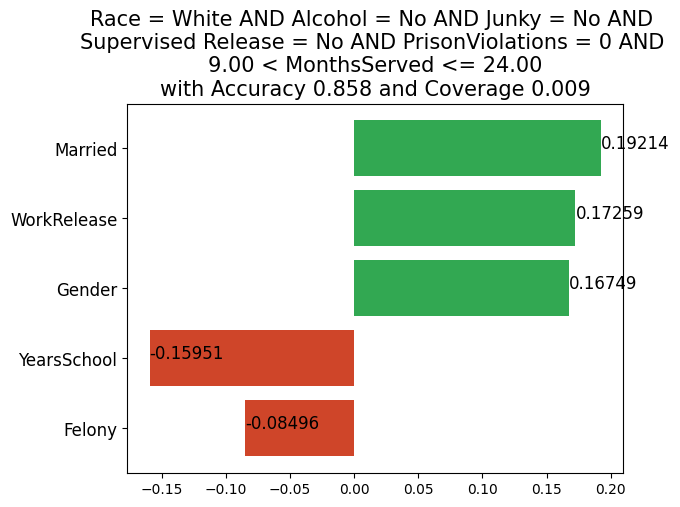 Race = White AND Alcohol = No AND Junky = No AND
Supervised Release = No AND PrisonViolations = 0 AND
9.00 < MonthsServed <= 24.00
with Accuracy 0.858 and Coverage 0.009
Married
0.19214
WorkRelease
0.17259
Gender
0.16749
YearsSchool
-0.15951
Felony
-0.08496
−0.15 −0.10 −0.05 0.00 0.05 0.10 0.15 0.20